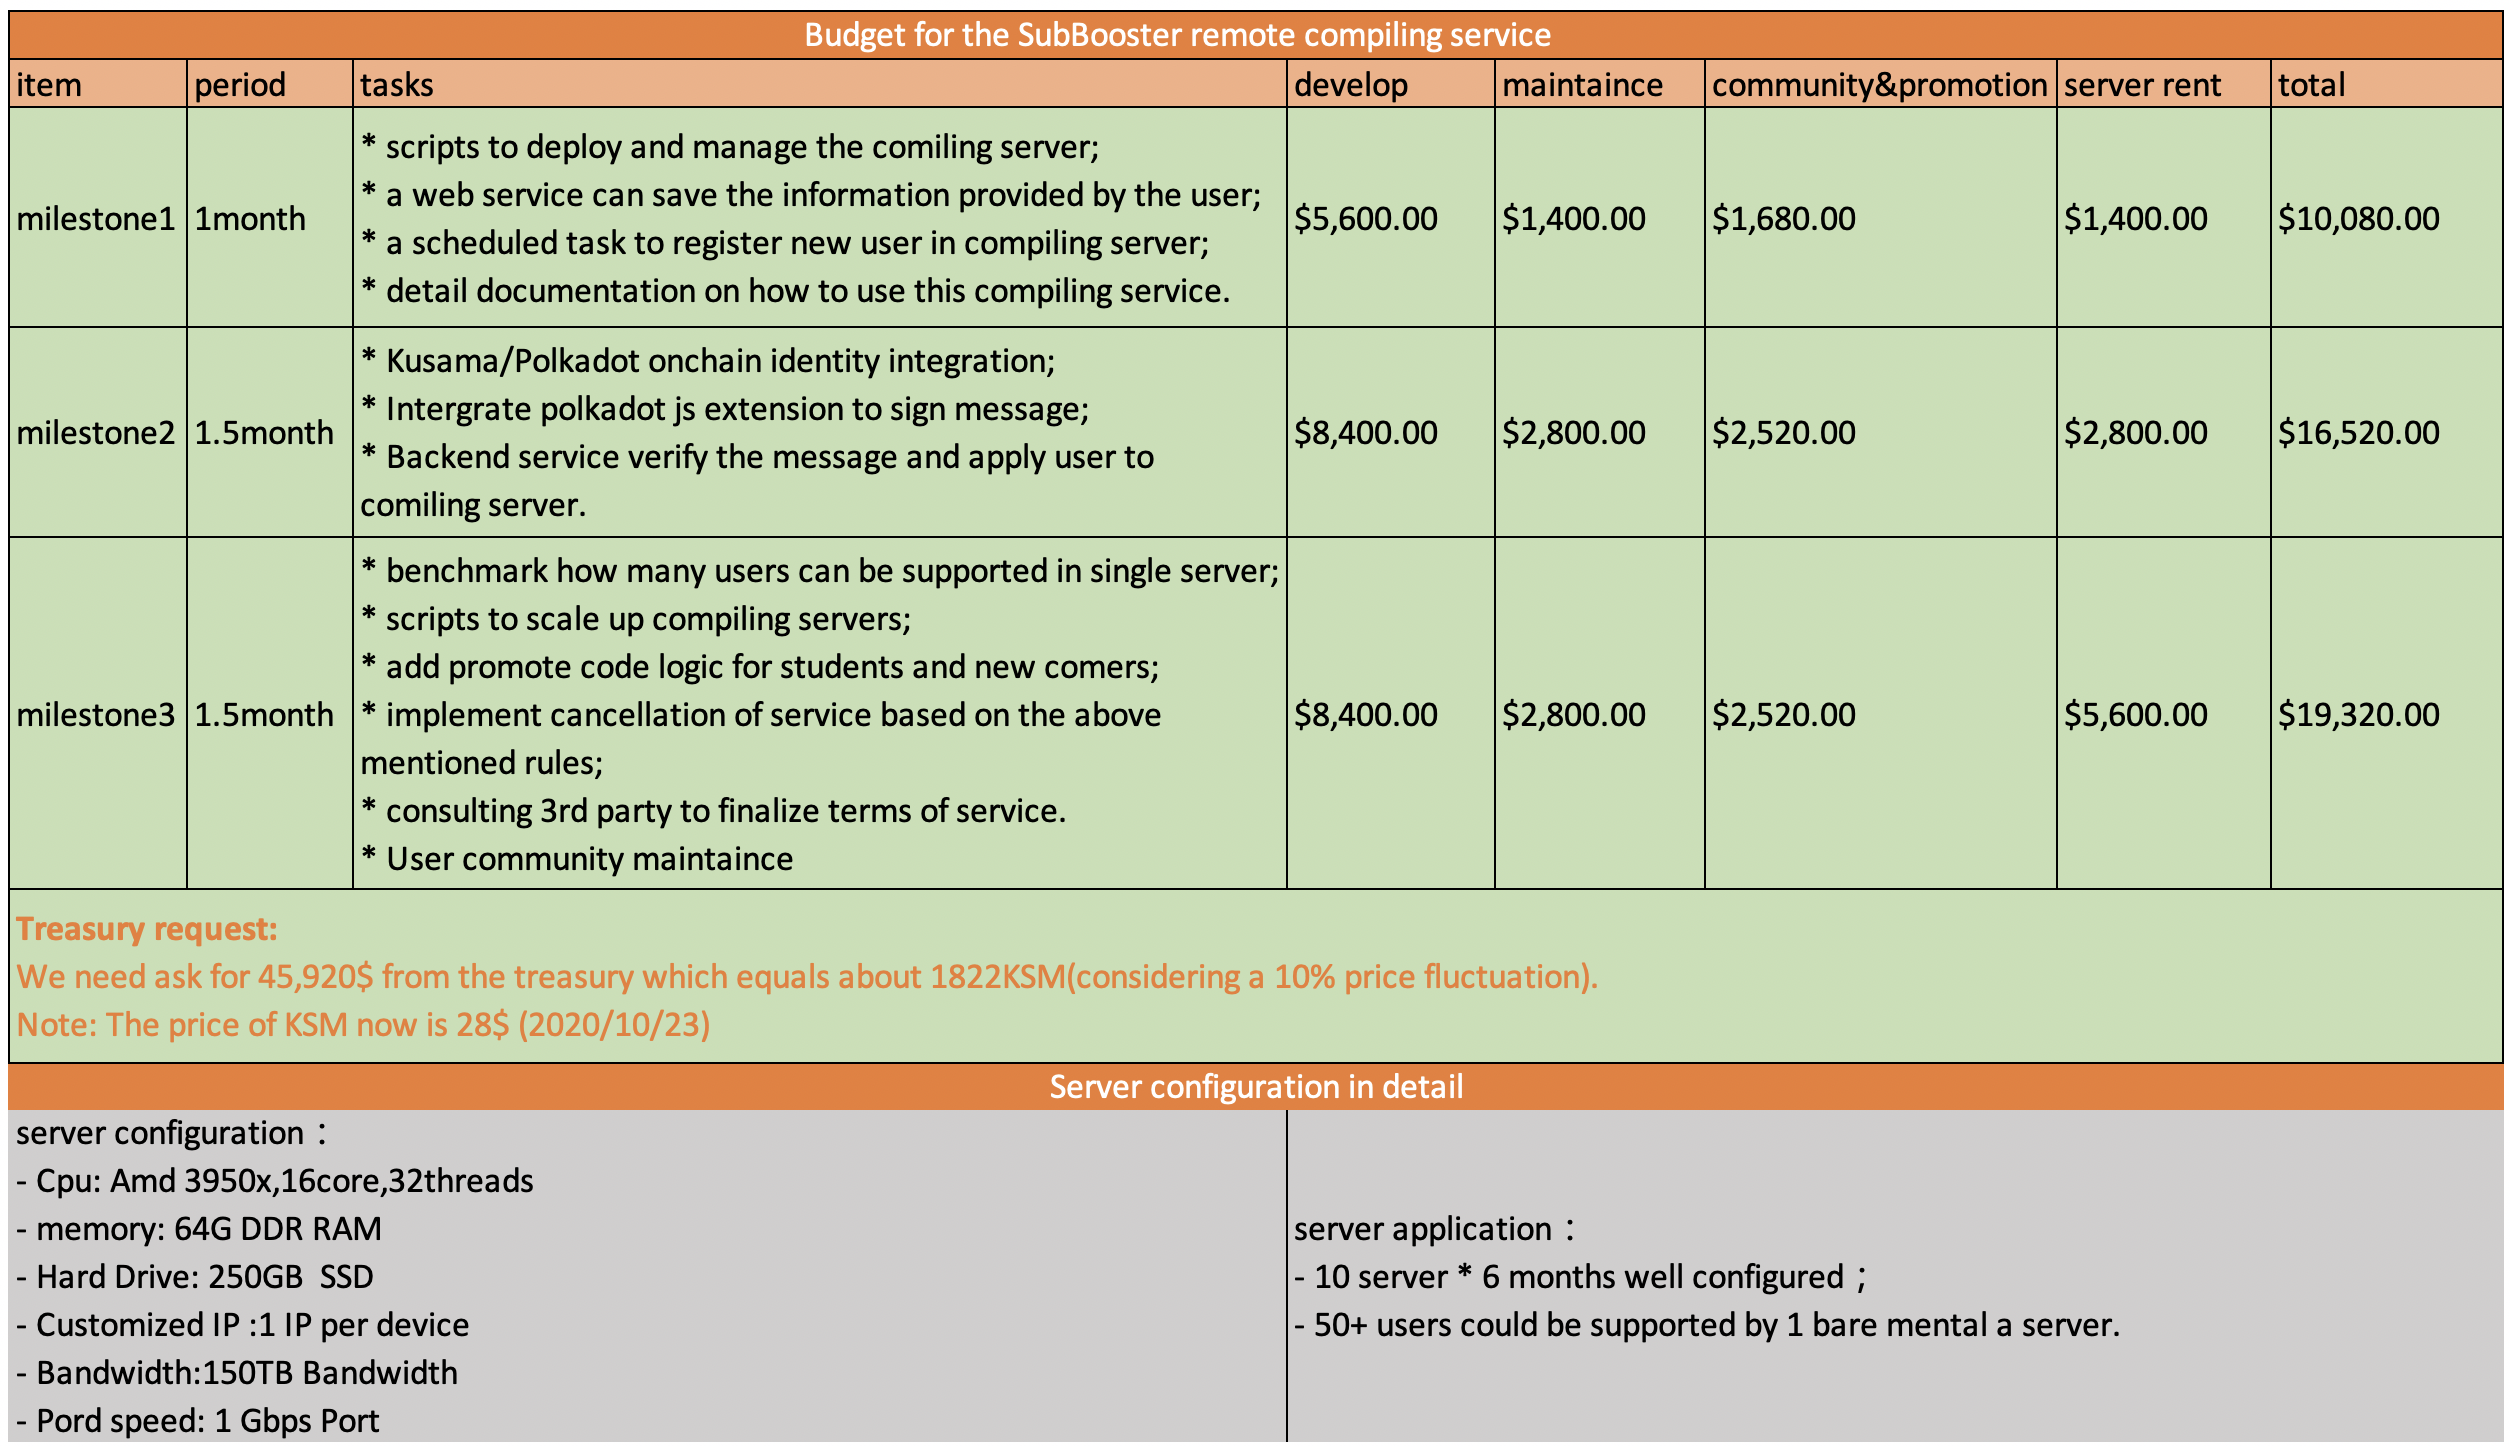 Budget for the SubBooster remote compiling service
item period tasks develop maintaince community&promotion server rent total
milestone1 1month
* scripts to deploy and manage the comiling server;
* a web service can save the information provided by the user;
* a scheduled task to register new user in compiling server;
* detail documentation on how to use this compiling service.
$5,600.00 $1,400.00 $1,680.00 $1,400.00 $10,080.00
milestone2 1.5month
* Kusama/Polkadot onchain identity integration;
* Intergrate polkadot js extension to sign message;
* Backend service verify the message and apply user to
comiling server.
$8,400.00 $2,800.00 $2,520.00 $2,800.00 $16,520.00
milestone3 1.5month
* benchmark how many users can be supported in single server;
* scripts to scale up compiling servers;
* add promote code logic for students and new comers;
* implement cancellation of service based on the above
mentioned rules;
* consulting 3rd party to finalize terms of service.
* User community maintaince
$8,400.00 $2,800.00 $2,520.00 $5,600.00 $19,320.00
Treasury request:
We need ask for 45,920$ from the treasury which equals about 1822KSM(considering a 10% price fluctuation).
Note: The price of KSM now is 28$ (2020/10/23)
Server configuration in detail
server configuration：
- Cpu: Amd 3950x,16core,32threads
- memory: 64G DDR RAM
- Hard Drive: 250GB  SSD
- Customized IP :1 IP per device
- Bandwidth:150TB Bandwidth
- Pord speed: 1 Gbps Port
server application：
- 10 server * 6 months well configured；
- 50+ users could be supported by 1 bare mental a server.